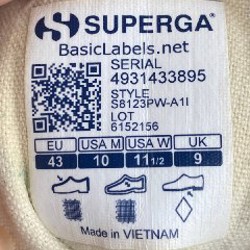 SUPERGA®
BasicLabels.net
SERIAL
4931433895
STYLE
S8123PW-A1I
LOT
6152156
EU USA M USA W UK
43 10 11 1/2 9
Made in VIETNAM